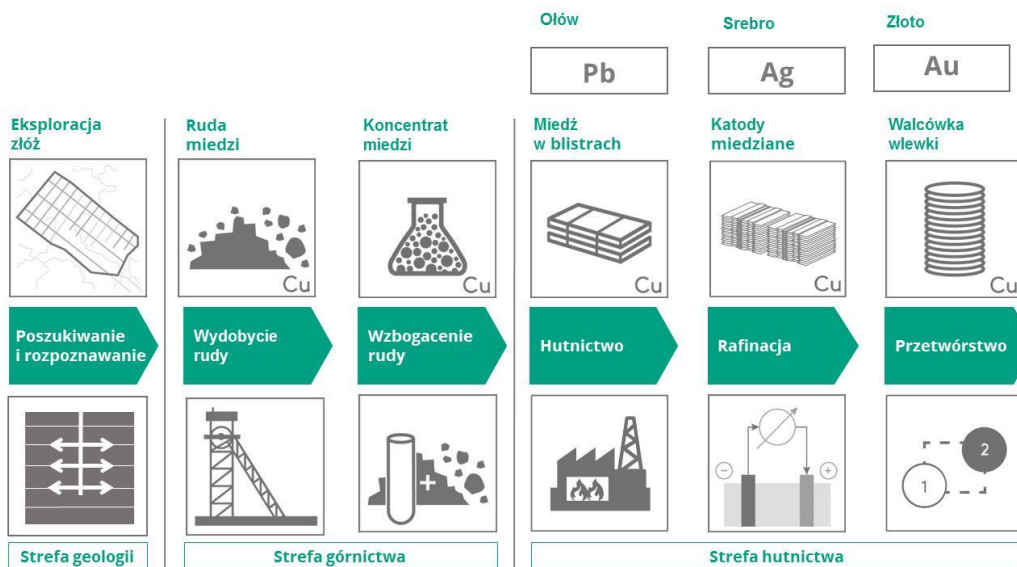 Ołów
Srebro
Złoto
Pb
Ag
Au
Eksploracja
złóż
Ruda
miedzi
Koncentrat
miedzi
Miedź
w blistrach
Katody
miedziane
Walcówka
wlewki
Cu
Cu
Cu
Cu
Cu
Poszukiwanie
i rozpoznawanie
Wydobycie
rudy
Wzbogacenie
rudy
Hutnictwo
Rafinacja
Przetwórstwo
+
−
+
1
2
Strefa geologii
Strefa górnictwa
Strefa hutnictwa